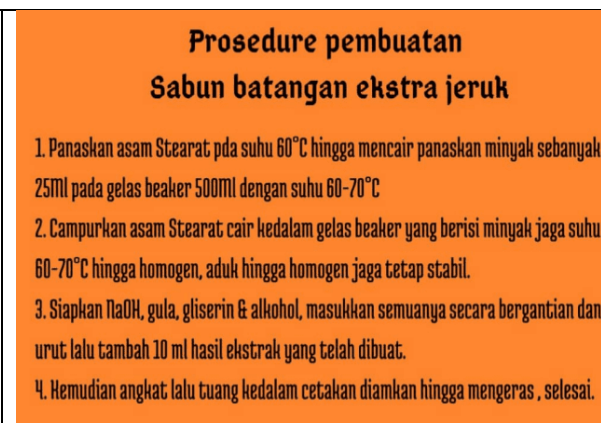 Prosedure pembuatan
Sabun batangan ekstra jeruk
1. Panaskan asam Stearat pda suhu 60°C hingga mencair panaskan minyak sebanyak
25Ml pada gelas beaker 500Ml dengan suhu 60-70°C
2. Campurkan asam Stearat cair kedalam gelas beaker yang berisi minyak jaga suhu
60-70°C hingga homogen, aduk hingga homogen jaga tetap stabil.
3. Siapkan NaOH, gula, gliserin & alkohol, masukkan semuanya secara bergantian dan
urut lalu tambah 10 ml hasil ekstrak yang telah dibuat.
4. Kemudian angkat lalu tuang kedalam cetakan diamkan hingga mengeras , selesai.